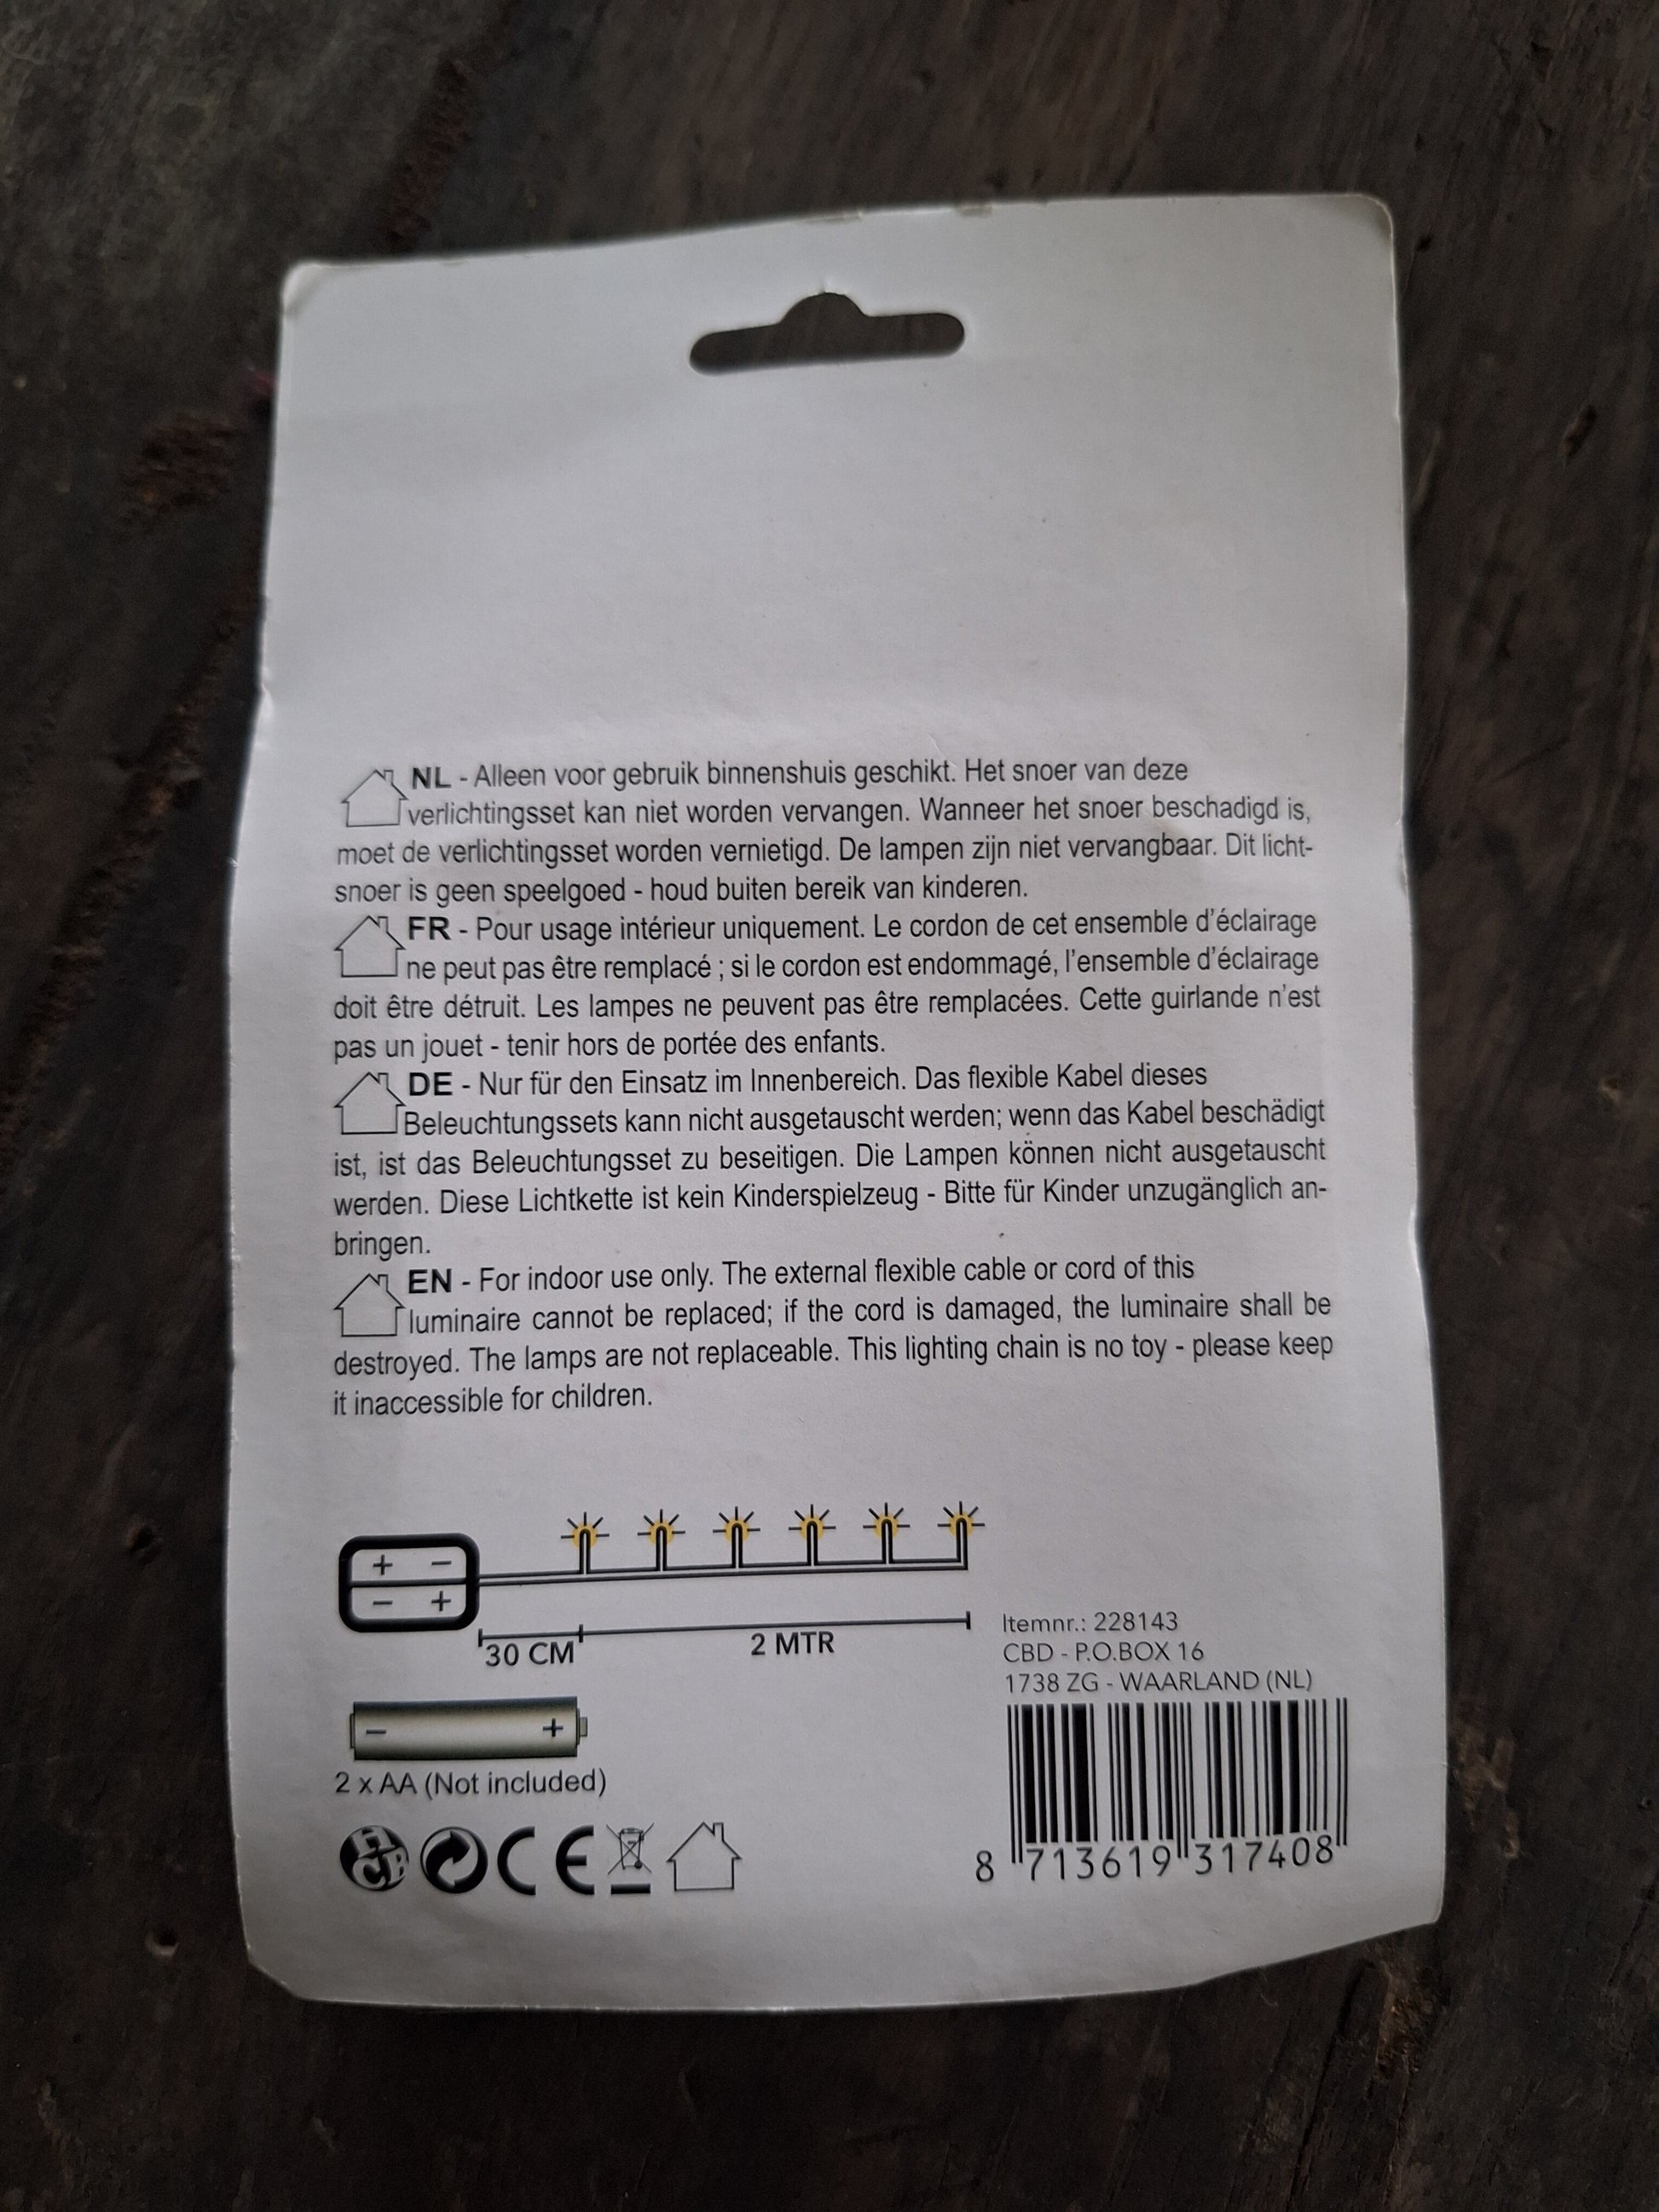 NL - Alleen voor gebruik binnenshuis geschikt. Het snoer van deze
verlichtingsset kan niet worden vervangen. Wanneer het snoer beschadigd is,
moet de verlichtingsset worden vernietigd. De lampen zijn niet vervangbaar. Dit licht-
snoer is geen speelgoed - houd buiten bereik van kinderen.
FR - Pour usage intérieur uniquement. Le cordon de cet ensemble d'éclairage
ne peut pas être remplacé ; si le cordon est endommagé, l'ensemble d'éclairage
doit être détruit. Les lampes ne peuvent pas être remplacées. Cette guirlande n'est
pas un jouet - tenir hors de portée des enfants.
DE - Nur für den Einsatz im Innenbereich. Das flexible Kabel dieses
Beleuchtungssets kann nicht ausgetauscht werden; wenn das Kabel beschädigt
ist, ist das Beleuchtungsset zu beseitigen. Die Lampen können nicht ausgetauscht
werden. Diese Lichtkette ist kein Kinderspielzeug - Bitte für Kinder unzugänglich an-
bringen.
EN - For indoor use only. The external flexible cable or cord of this
luminaire cannot be replaced; if the cord is damaged, the luminaire shall be
destroyed. The lamps are not replaceable. This lighting chain is no toy - please keep
it inaccessible for children.
+ −
− +
30 CM
2 MTR
− +
2 x AA (Not included)
CE
Itemnr.: 228143
CBD - P.O.BOX 16
1738 ZG - WAARLAND (NL)
8 713619 317408